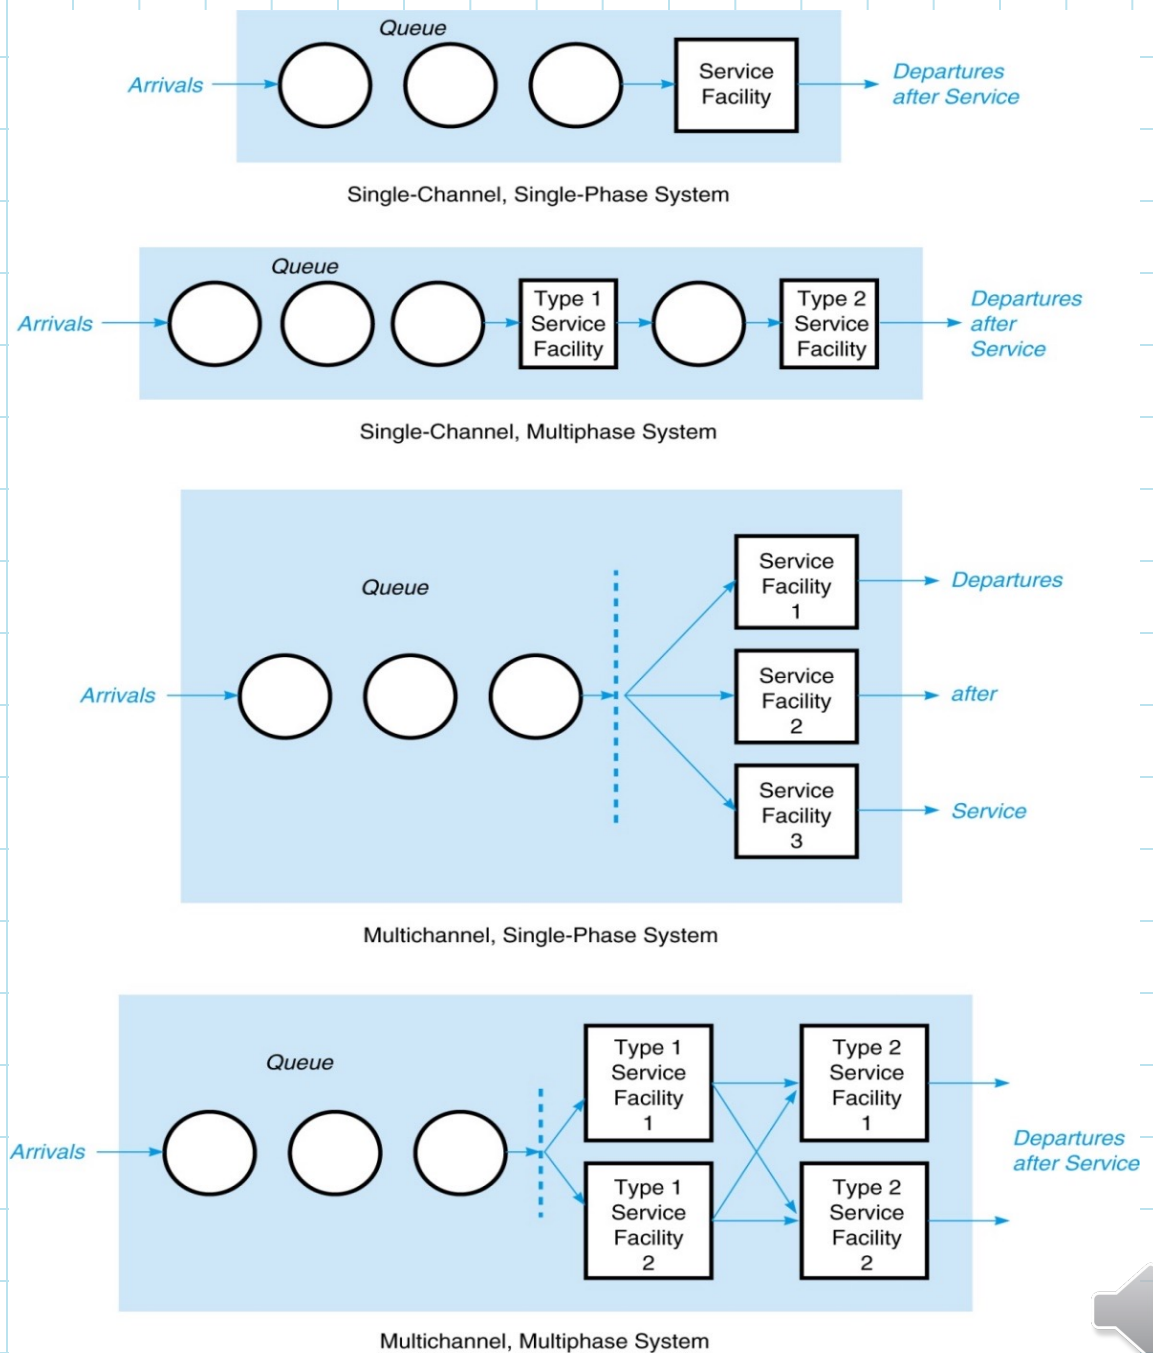 Queue
Arrivals
Service
Facility
Departures
after Service
Single-Channel, Single-Phase System
Queue
Arrivals
Type 1
Service
Facility
Type 2
Service
Facility
Departures
after
Service
Single-Channel, Multiphase System
Queue
Arrivals
Service
Facility
1
Departures
Service
Facility
2
after
Service
Facility
3
Service
Multichannel, Single-Phase System
Queue
Arrivals
Type 1
Service
Facility
1
Type 2
Service
Facility
1
Type 1
Service
Facility
2
Type 2
Service
Facility
2
Departures
after Service
Multichannel, Multiphase System